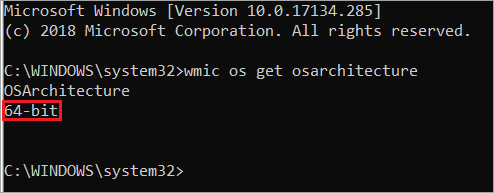 Microsoft Windows [Version 10.0.17134.285]
(c) 2018 Microsoft Corporation. All rights reserved.
C:\WINDOWS\system32>wmic os get osarchitecture
OSArchitecture
64-bit
C:\WINDOWS\system32>